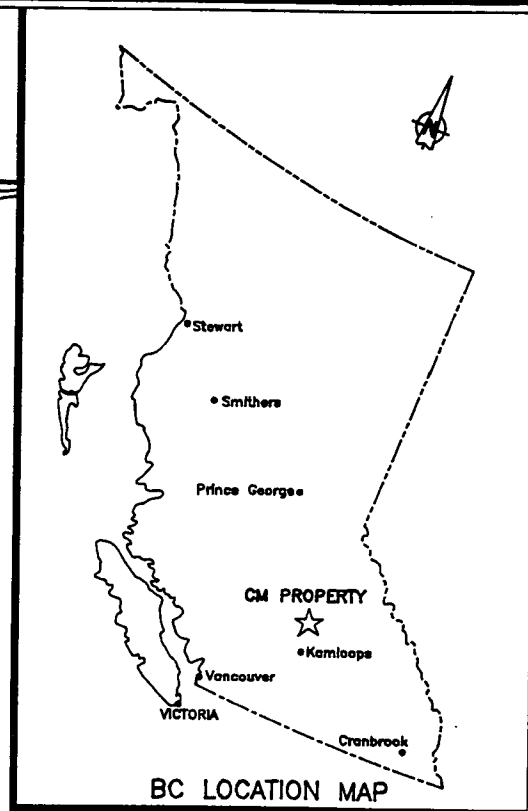 N
Stewart
Smithers
Prince George
CM PROPERTY
Kamloops
Vancouver
VICTORIA
Cranbrook
BC LOCATION MAP